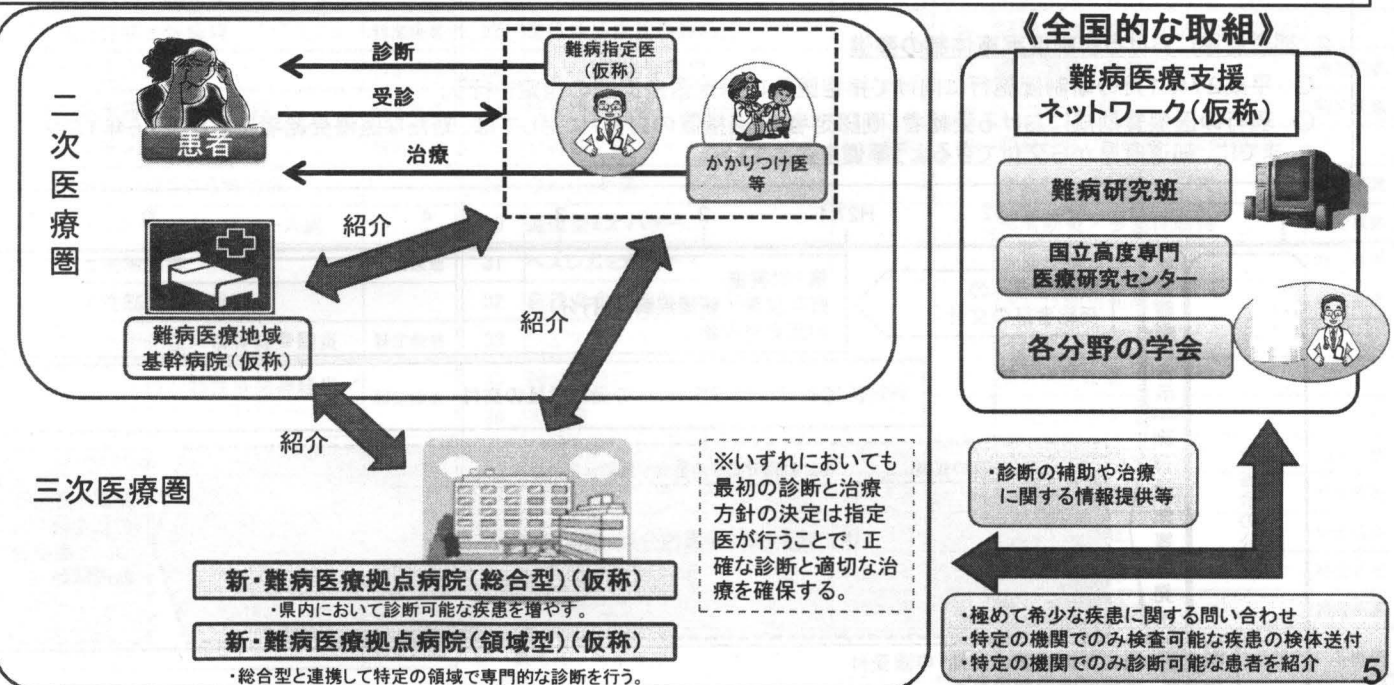 二次医療圏
患者
診断
受診
治療
難病指定医
(仮称)
かかりつけ医
等
紹介
紹介
難病医療地域
基幹病院(仮称)
紹介
三次医療圏
新・難病医療拠点病院(総合型)(仮称)
・県内において診断可能な疾患を増やす。
新・難病医療拠点病院(領域型)(仮称)
・総合型と連携して特定の領域で専門的な診断を行う。
※いずれにおいても
最初の診断と治療
方針の決定は指定
医が行うことで、正
確な診断と適切な治
療を確保する。
《全国的な取組》
難病医療支援
ネットワーク(仮称)
難病研究班
国立高度専門
医療研究センター
各分野の学会
・診断の補助や治療
に関する情報提供等
・極めて希少な疾患に関する問い合わせ
・特定の機関でのみ検査可能な疾患の検体送付
・特定の機関でのみ診断可能な患者を紹介
5